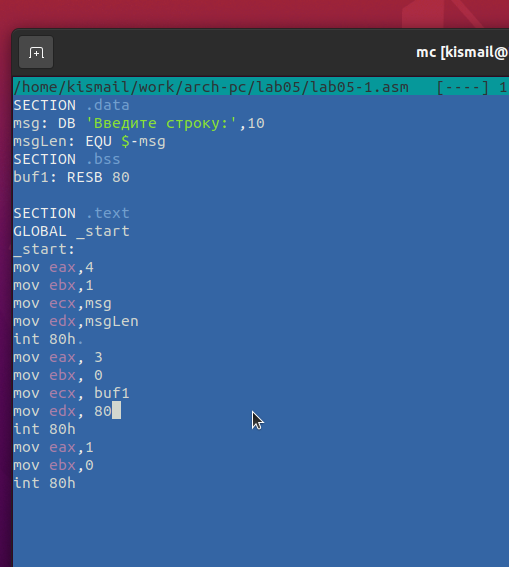 mc [kismail@
/home/kismail/work/arch-pc/lab05/lab05-1.asm [----] 1
SECTION .data
msg: DB 'Введите строку:',10
msgLen: EQU $-msg
SECTION .bss
buf1: RESB 80
SECTION .text
GLOBAL _start
_start:
mov eax,4
mov ebx,1
mov ecx,msg
mov edx,msgLen
int 80h.
mov eax, 3
mov ebx, 0
mov ecx, buf1
mov edx, 80
int 80h
mov eax,1
mov ebx,0
int 80h